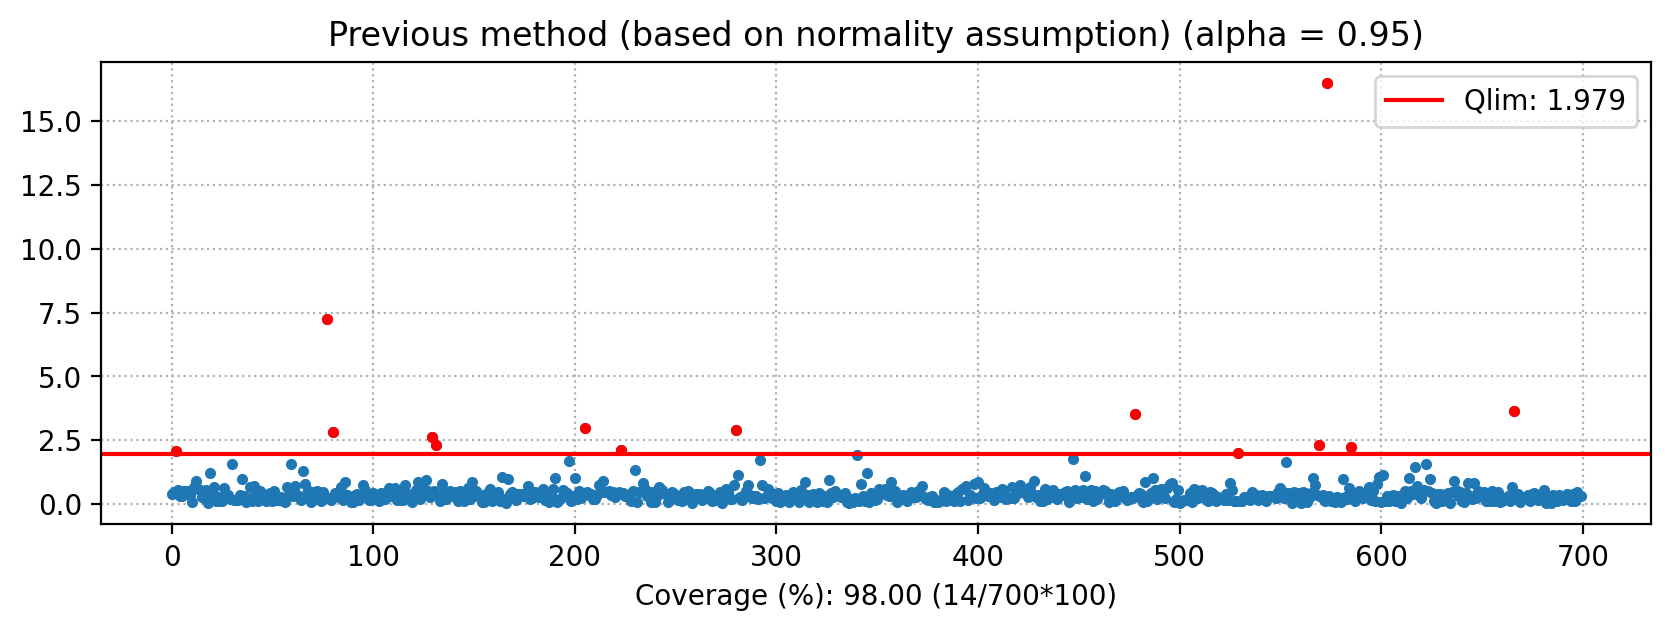 Previous method (based on normality assumption) (alpha = 0.95)
Qlim: 1.979
15.0
12.5
10.0
7.5
5.0
2.5
0.0
0 100 200 300 400 500 600 700
Coverage (%): 98.00 (14/700*100)